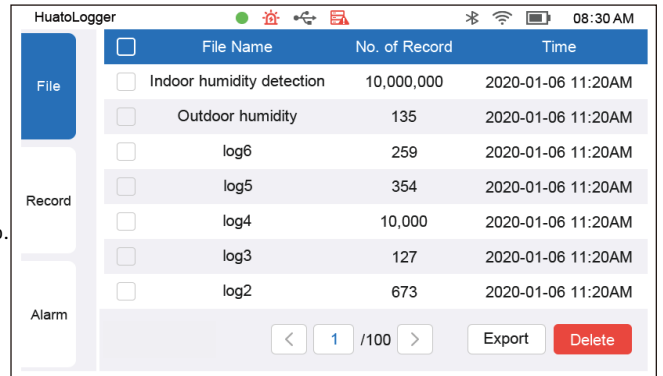 HuatoLogger 08:30 AM
File Name No. of Record Time
File
Indoor humidity detection 10,000,000 2020-01-06 11:20AM
Outdoor humidity 135 2020-01-06 11:20AM
log6 259 2020-01-06 11:20AM
log5 354 2020-01-06 11:20AM
Record
log4 10,000 2020-01-06 11:20AM
log3 127 2020-01-06 11:20AM
log2 673 2020-01-06 11:20AM
Alarm
< 1 /100 > Export Delete